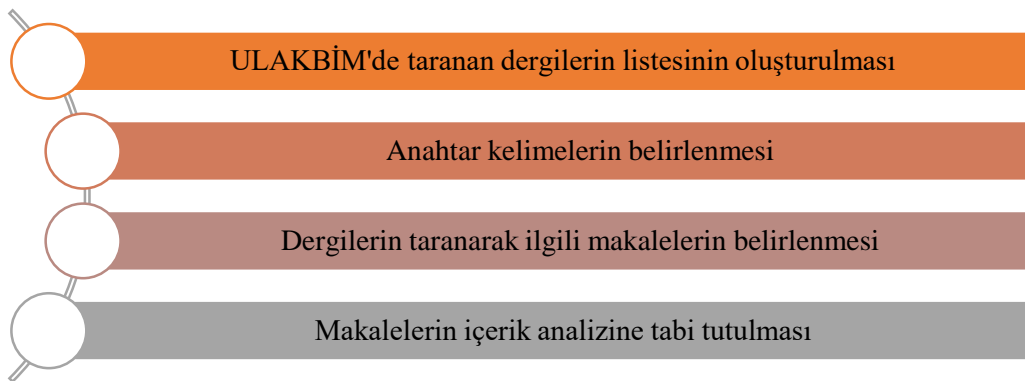 ULAKBİM'de taranan dergilerin listesinin oluşturulması
Anahtar kelimelerin belirlenmesi
Dergilerin taranarak ilgili makalelerin belirlenmesi
Makalelerin içerik analizine tabi tutulması